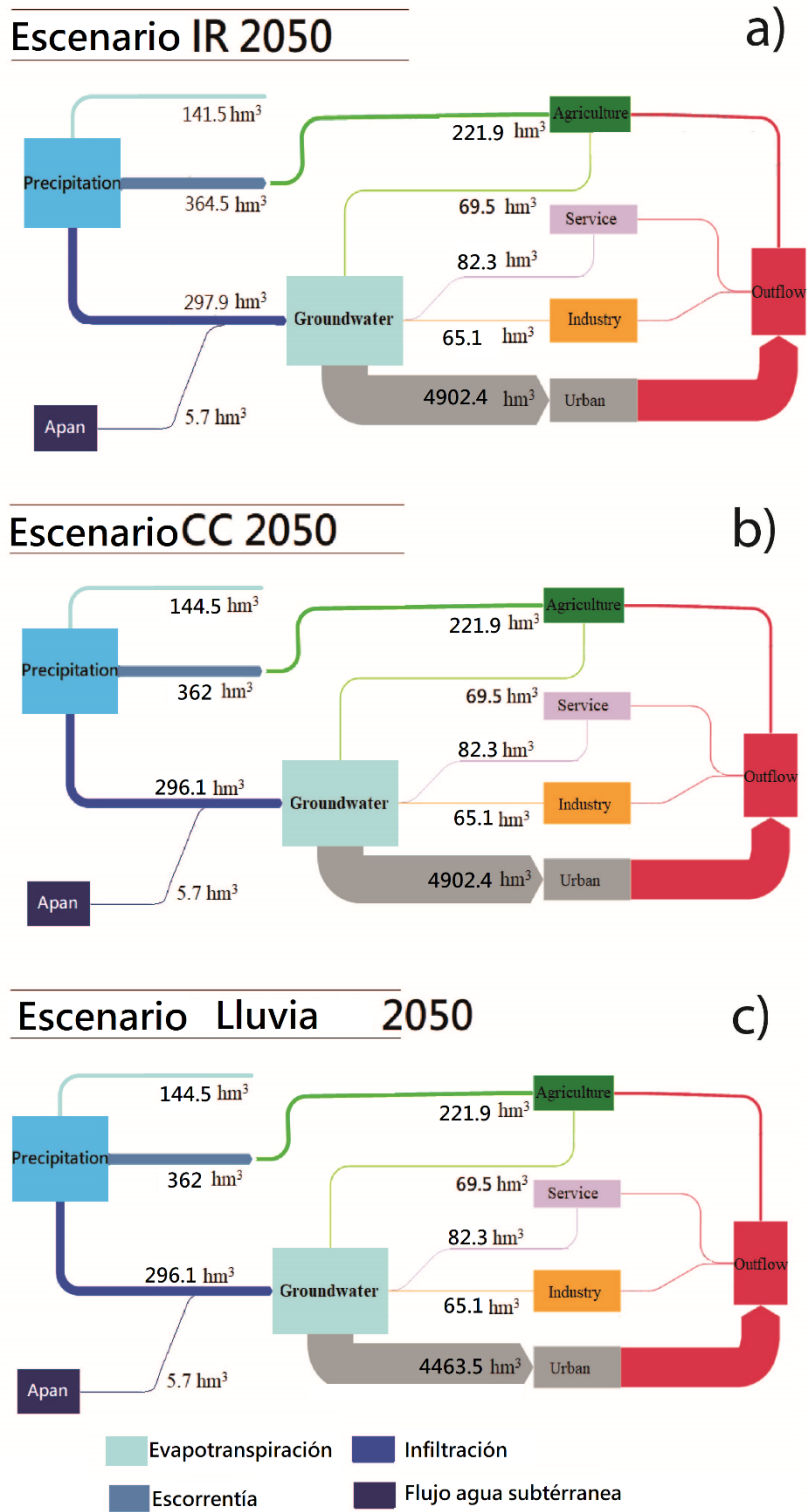 Escenario IR 2050
a)
141.5 hm³
Agriculture
221.9 hm³
Precipitation
364.5 hm³
69.5 hm³
Service
82.3 hm³
297.9 hm³
Groundwater
Industry
Outflow
65.1 hm³
4902.4 hm³
Urban
Apan
5.7 hm³
Escenario CC 2050
b)
144.5 hm³
Agriculture
221.9 hm³
Precipitation
362 hm³
69.5 hm³
Service
82.3 hm³
296.1 hm³
Groundwater
Industry
Outflow
65.1 hm³
4902.4 hm³
Urban
Apan
5.7 hm³
Escenario Lluvia 2050
c)
144.5 hm³
Agriculture
221.9 hm³
Precipitation
362 hm³
69.5 hm³
Service
82.3 hm³
296.1 hm³
Groundwater
Industry
Outflow
65.1 hm³
4463.5 hm³
Urban
Apan
5.7 hm³
Evapotranspiración
Infiltración
Escorrentía
Flujo agua subtérranea